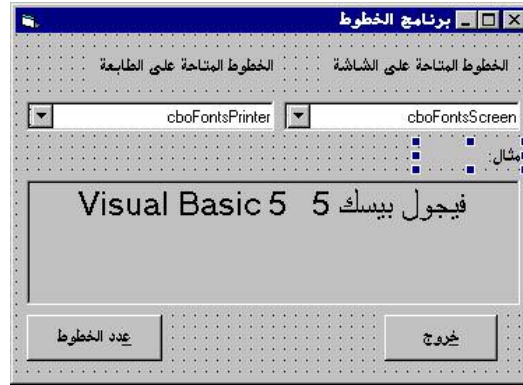 برنامج الخطوط
الخطوط المتاحة على الشاشة
الخطوط المتاحة على الطابعة
cboFontsScreen
cboFontsPrinter
مثال:
فيجول بيسك 5 Visual Basic 5
خروج
عدد الخطوط